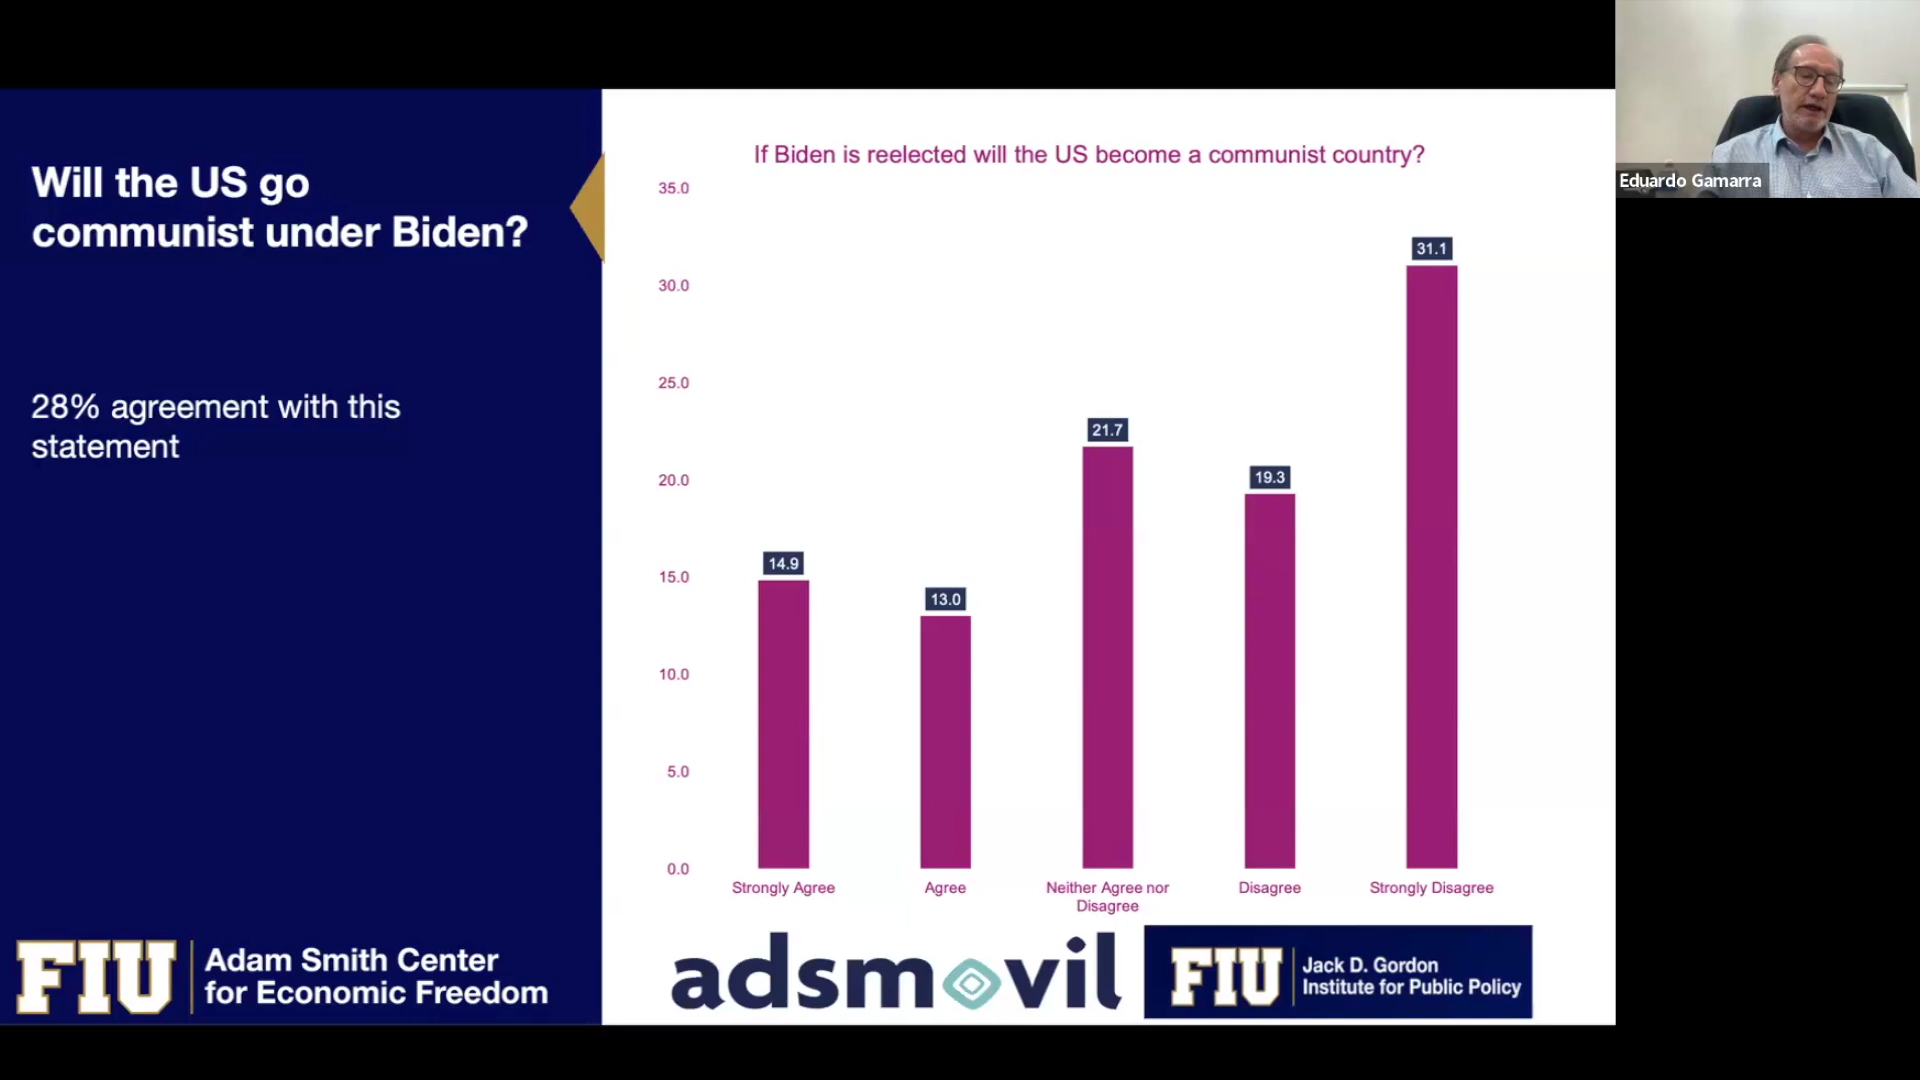 Will the US go
communist under Biden?
28% agreement with this
statement
If Biden is reelected will the US become a communist country?
35.0
30.0
25.0
20.0
15.0
10.0
5.0
0.0
14.9
13.0
21.7
19.3
31.1
Strongly Agree
Agree
Neither Agree nor
Disagree
Disagree
Strongly Disagree
FIU
Adam Smith Center
for Economic Freedom
adsmovil
FIU
Jack D. Gordon
Institute for Public Policy
Eduardo Gamarra